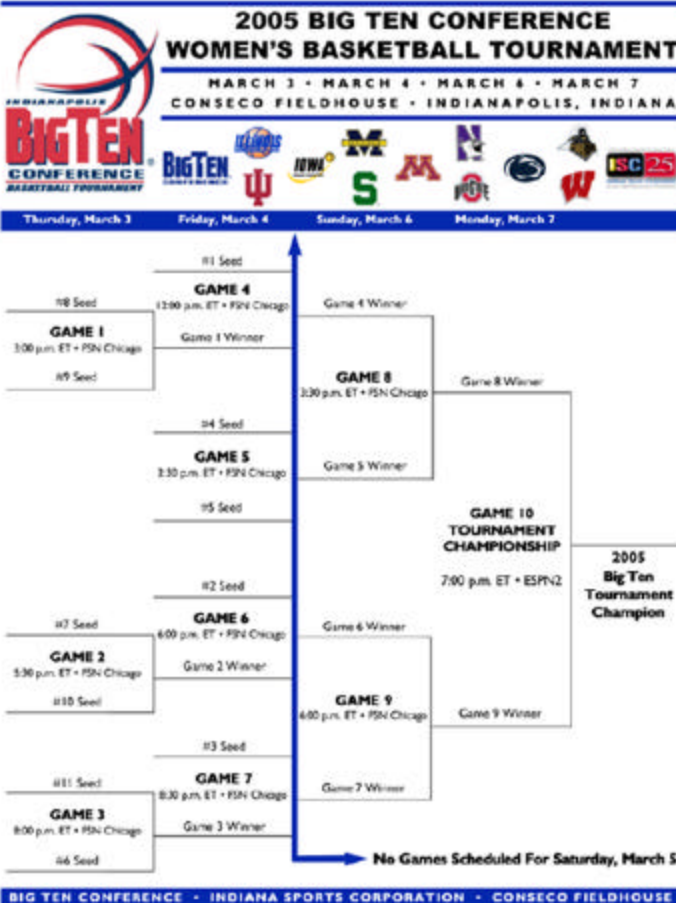 2005 BIG TEN CONFERENCE
WOMEN'S BASKETBALL TOURNAMENT
MARCH 3 • MARCH 4 • MARCH 6 • MARCH 7
CONSECO FIELDHOUSE • INDIANAPOLIS, INDIANA
INDIANAPOLIS
BIGTEN
CONFERENCE
BASKETBALL TOURNAMENT
BIGTEN
CONFERENCE
ILLINOIS
IOWA
M
S
M
N
OHIO STATE
W
ISC 25
Thursday, March 3
Friday, March 4
Sunday, March 6
Monday, March 7
#8 Seed
GAME 1
3:00 p.m. ET • FSN Chicago
#9 Seed
#7 Seed
GAME 2
5:30 p.m. ET • FSN Chicago
#10 Seed
#11 Seed
GAME 3
8:00 p.m. ET • FSN Chicago
#6 Seed
#1 Seed
GAME 4
12:00 p.m. ET • FSN Chicago
Game 1 Winner
#4 Seed
GAME 5
2:30 p.m. ET • FSN Chicago
#5 Seed
#2 Seed
GAME 6
6:00 p.m. ET • FSN Chicago
Game 2 Winner
#3 Seed
GAME 7
8:30 p.m. ET • FSN Chicago
Game 3 Winner
Game 4 Winner
GAME 8
3:30 p.m. ET • FSN Chicago
Game 5 Winner
Game 6 Winner
GAME 9
6:00 p.m. ET • FSN Chicago
Game 7 Winner
Game 8 Winner
GAME 10
TOURNAMENT
CHAMPIONSHIP
7:00 p.m. ET • ESPN2
Game 9 Winner
2005
Big Ten
Tournament
Champion
No Games Scheduled For Saturday, March 5
BIG TEN CONFERENCE • INDIANA SPORTS CORPORATION • CONSECO FIELDHOUSE